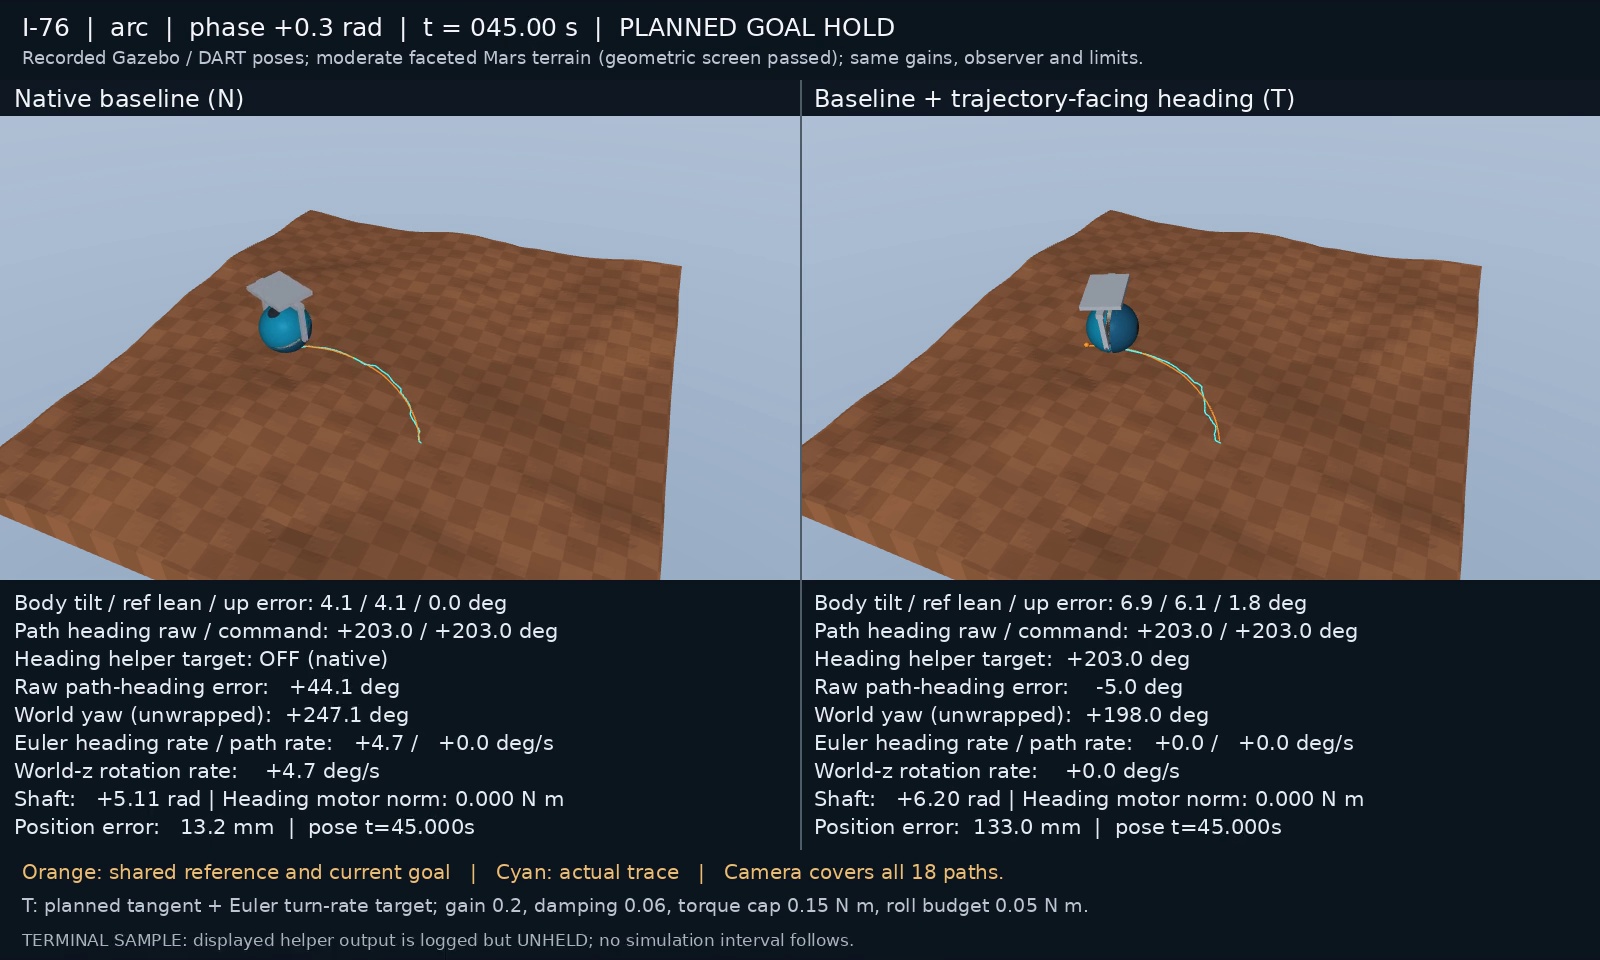 I-76 | arc | phase +0.3 rad | t = 045.00 s | PLANNED GOAL HOLD
Recorded Gazebo / DART poses; moderate faceted Mars terrain (geometric screen passed); same gains, observer and limits.
Native baseline (N)
Body tilt / ref lean / up error: 4.1 / 4.1 / 0.0 deg
Path heading raw / command: +203.0 / +203.0 deg
Heading helper target: OFF (native)
Raw path-heading error: +44.1 deg
World yaw (unwrapped): +247.1 deg
Euler heading rate / path rate: +4.7 / +0.0 deg/s
World-z rotation rate: +4.7 deg/s
Shaft: +5.11 rad | Heading motor norm: 0.000 N m
Position error: 13.2 mm | pose t=45.000s
Baseline + trajectory-facing heading (T)
Body tilt / ref lean / up error: 6.9 / 6.1 / 1.8 deg
Path heading raw / command: +203.0 / +203.0 deg
Heading helper target: +203.0 deg
Raw path-heading error: -5.0 deg
World yaw (unwrapped): +198.0 deg
Euler heading rate / path rate: +0.0 / +0.0 deg/s
World-z rotation rate: +0.0 deg/s
Shaft: +6.20 rad | Heading motor norm: 0.000 N m
Position error: 133.0 mm | pose t=45.000s
Orange: shared reference and current goal | Cyan: actual trace | Camera covers all 18 paths.
T: planned tangent + Euler turn-rate target; gain 0.2, damping 0.06, torque cap 0.15 N m, roll budget 0.05 N m.
TERMINAL SAMPLE: displayed helper output is logged but UNHELD; no simulation interval follows.